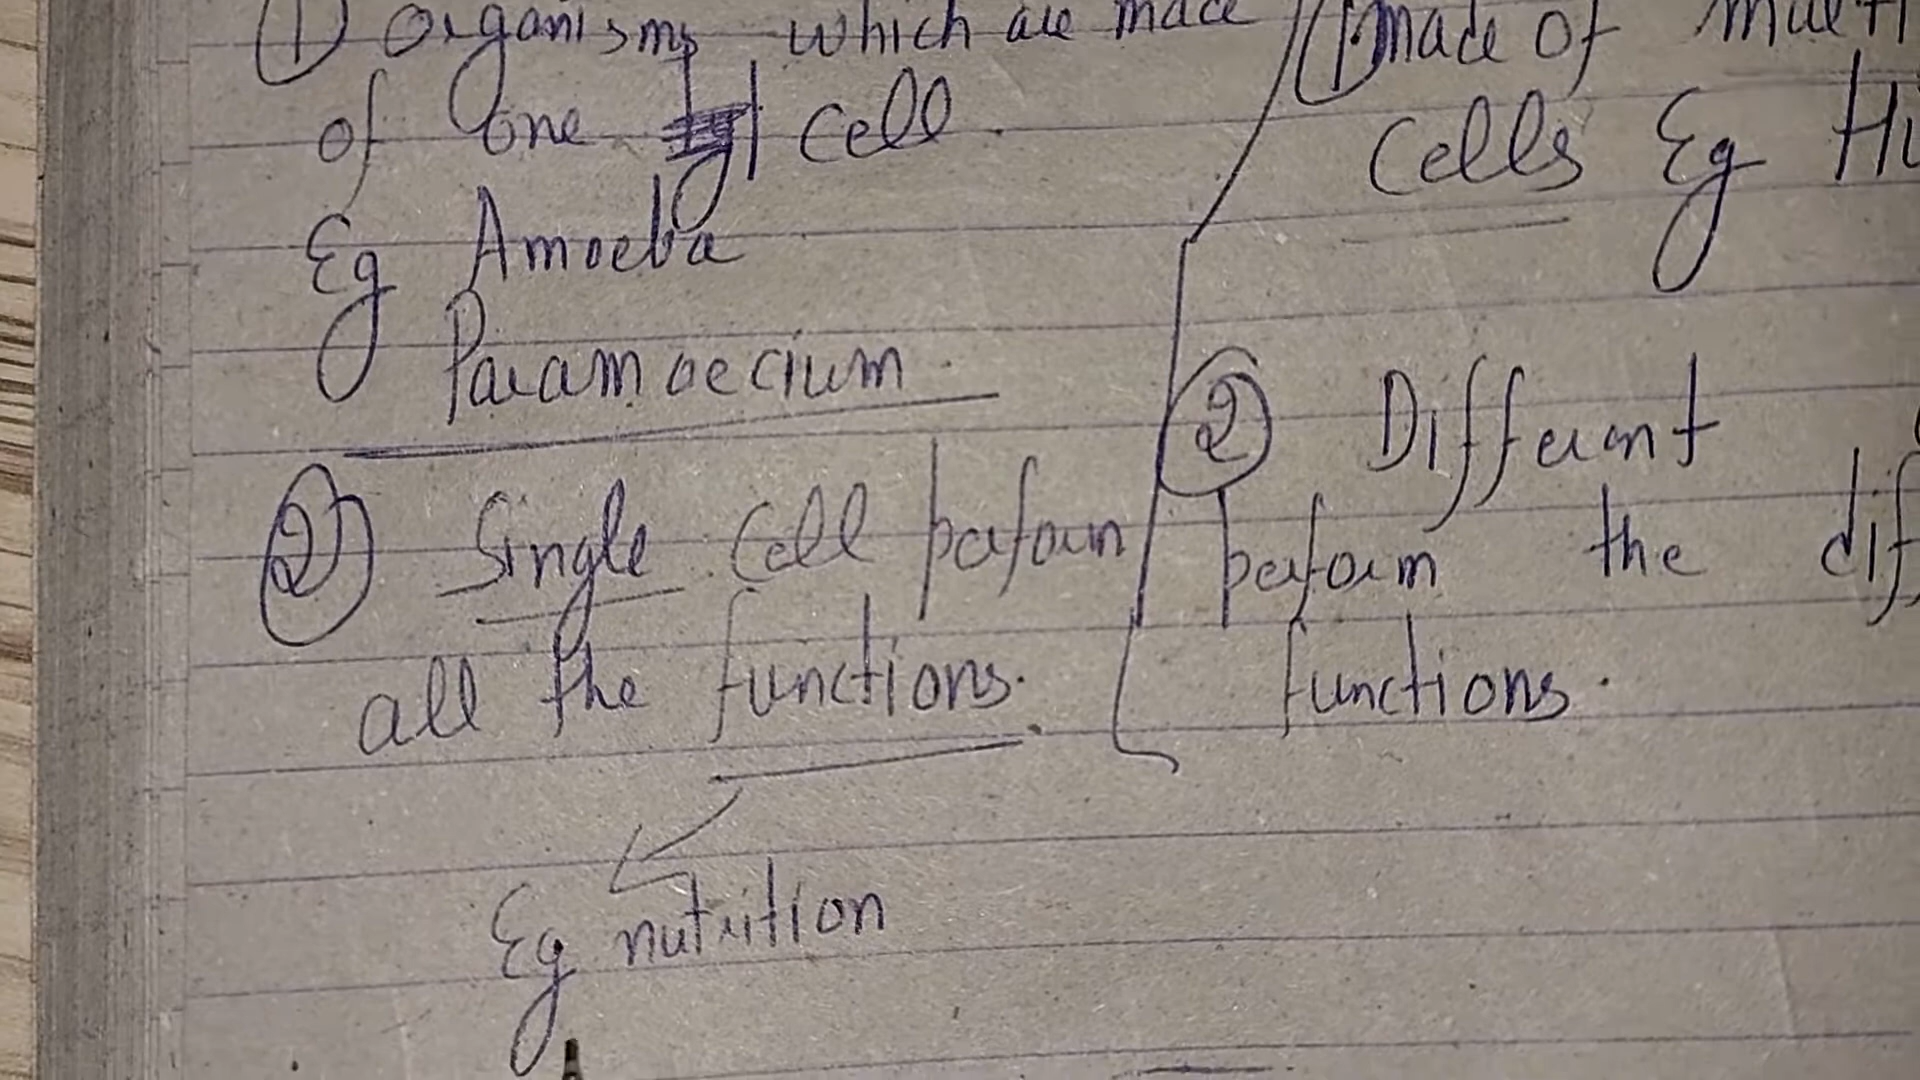 ① Organisms which are made
of one cell.
Eg Amoeba
Paramoecium.
② Single cell perform
all the functions.
Eg nutrition
① made of multi
cells Eg
② Different
perform the
functions.